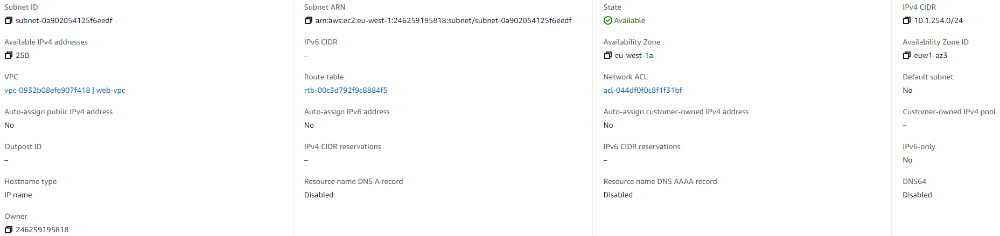 Subnet ID
subnet-0a902054125f6eedf
Subnet ARN
arn:aws:ec2:eu-west-1:246259195818:subnet/subnet-0a902054125f6eedf
State
Available
IPv4 CIDR
10.1.254.0/24
Available IPv4 addresses
250
IPv6 CIDR
–
Availability Zone
eu-west-1a
Availability Zone ID
euw1-az3
VPC
vpc-0932b08efe907f418 | web-vpc
Route table
rtb-00c3d792f9c8884f5
Network ACL
acl-044df0f0c8f1f31bf
Default subnet
No
Auto-assign public IPv4 address
No
Auto-assign IPv6 address
No
Auto-assign customer-owned IPv4 address
No
Customer-owned IPv4 pool
–
Outpost ID
–
IPv4 CIDR reservations
–
IPv6 CIDR reservations
–
IPv6-only
No
Hostname type
IP name
Resource name DNS A record
Disabled
Resource name DNS AAAA record
Disabled
DNS64
Disabled
Owner
246259195818